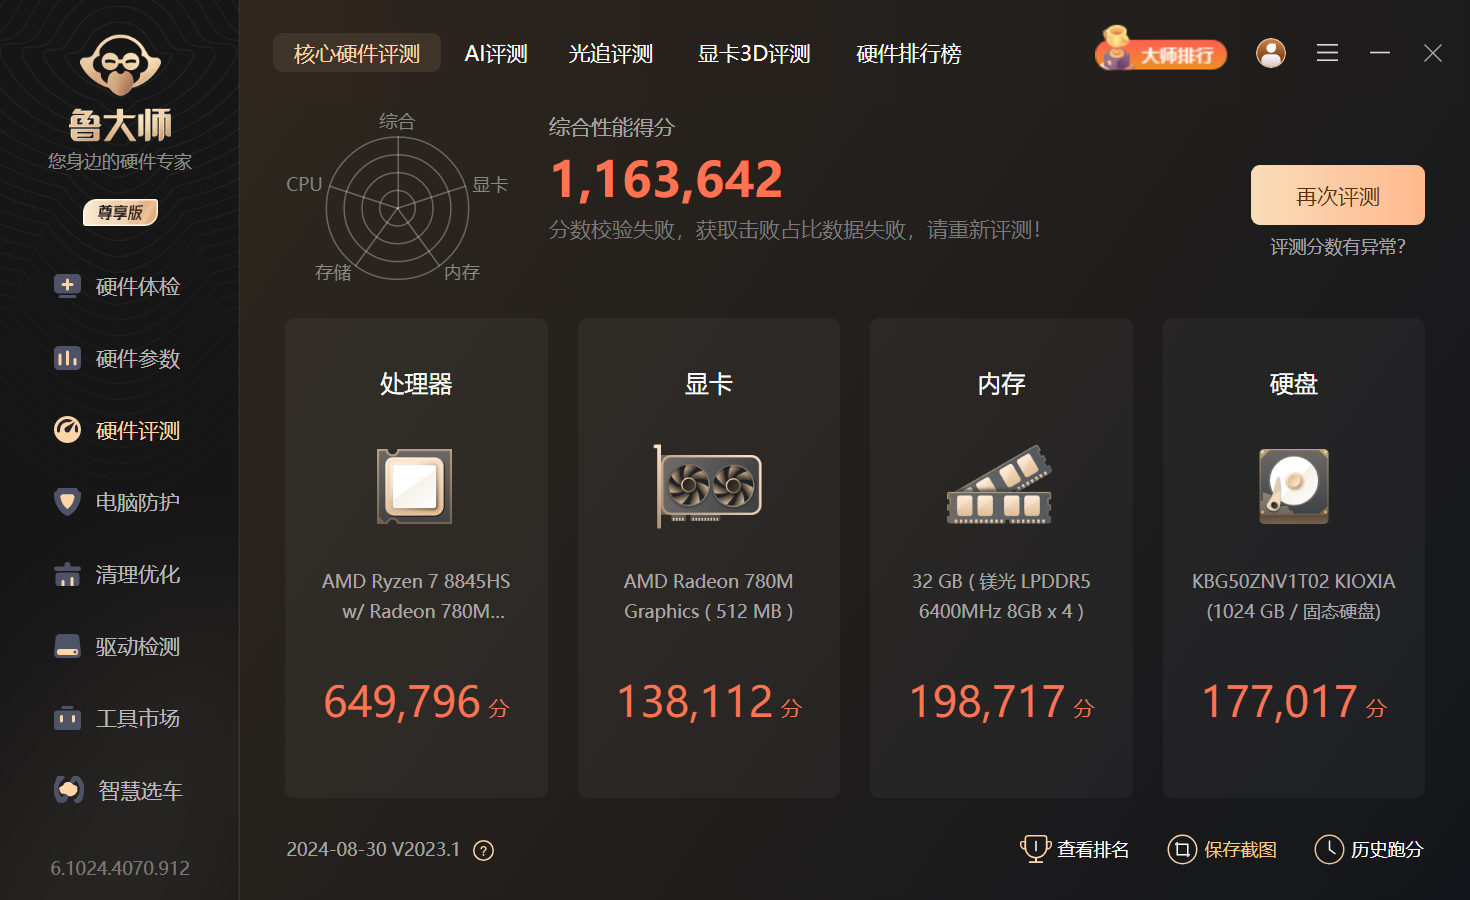 鲁大师
您身边的硬件专家
尊享版
硬件体检
硬件参数
硬件评测
电脑防护
清理优化
驱动检测
工具市场
智慧选车
6.1024.4070.912
核心硬件评测 AI评测 光追评测 显卡3D评测 硬件排行榜 大师排行
综合
CPU 显卡
存储 内存
综合性能得分
1,163,642
分数校验失败，获取击败占比数据失败，请重新评测！
再次评测
评测分数有异常？
处理器
AMD Ryzen 7 8845HS
w/ Radeon 780M...
649,796 分
显卡
AMD Radeon 780M
Graphics ( 512 MB )
138,112 分
内存
32 GB ( 镁光 LPDDR5
6400MHz 8GB x 4 )
198,717 分
硬盘
KBG50ZNV1T02 KIOXIA
(1024 GB / 固态硬盘)
177,017 分
2024-08-30 V2023.1 ?
查看排名 保存截图 历史跑分